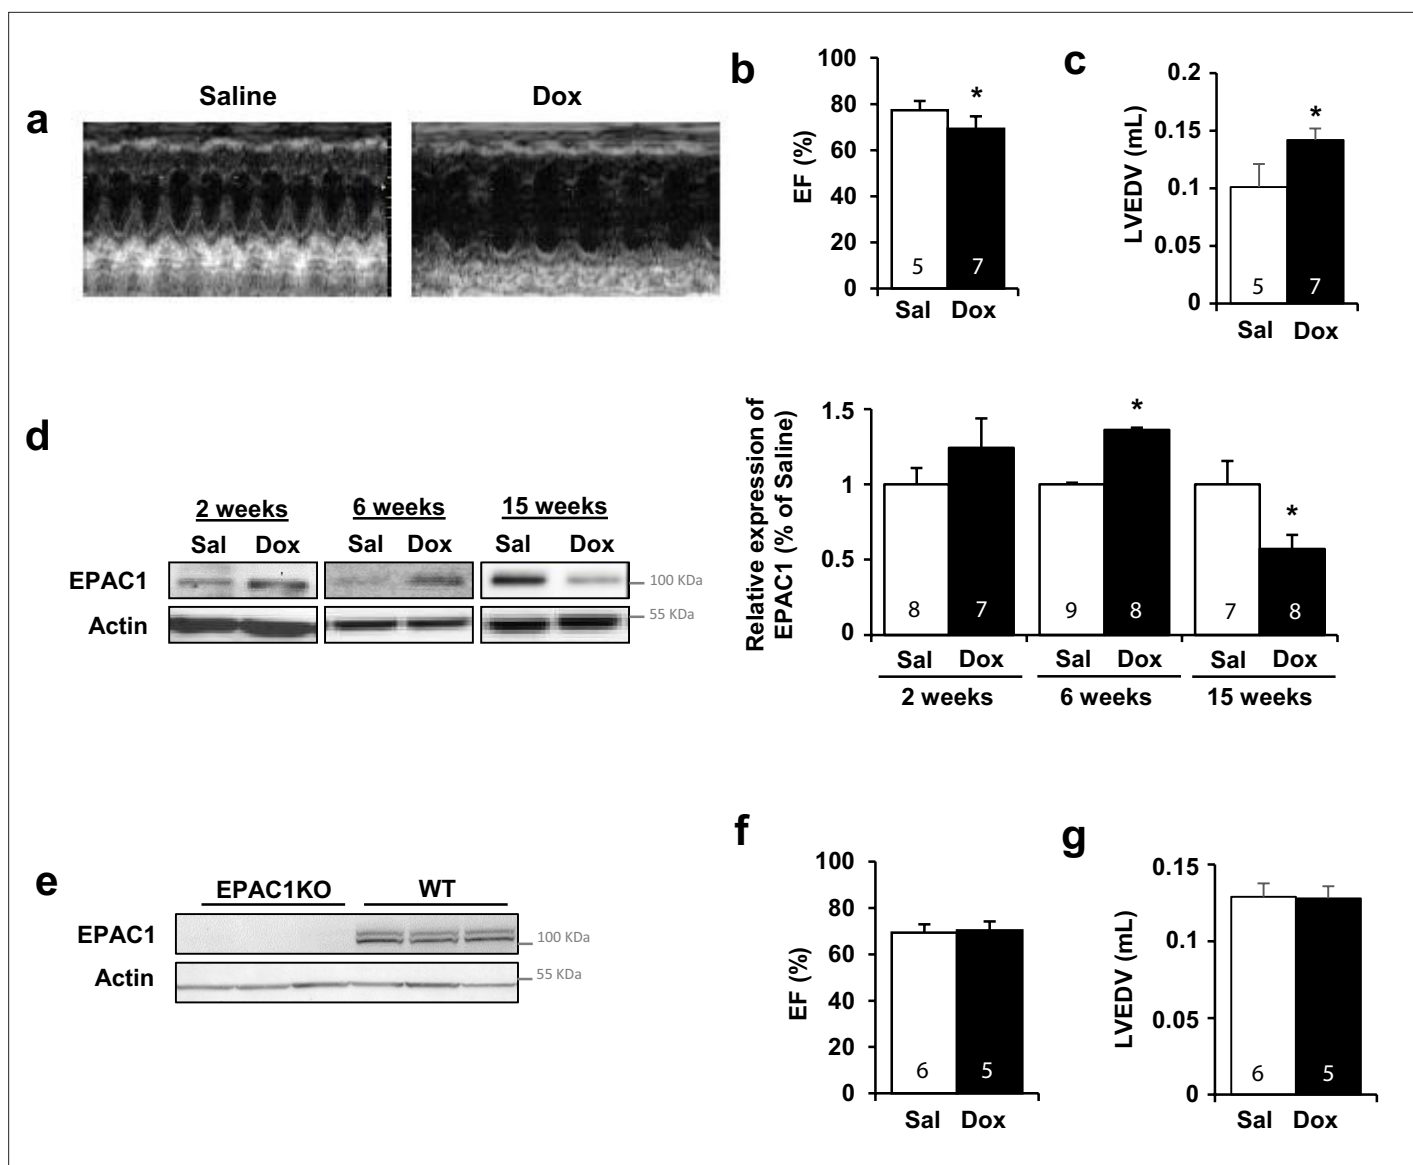 a
Saline
Dox
b
100
80
60
40
20
0
EF (%)
*
5
7
Sal Dox
c
0.2
0.15
0.1
0.05
0
LVEDV (mL)
*
5
7
Sal Dox
d
2 weeks
6 weeks
15 weeks
Sal Dox
Sal Dox
Sal Dox
EPAC1
100 KDa
Actin
55 KDa
Relative expression of
EPAC1 (% of Saline)
1.5
1
0.5
0
*
*
8
7
9
8
7
8
Sal Dox
Sal Dox
Sal Dox
2 weeks
6 weeks
15 weeks
e
EPAC1KO
WT
EPAC1
100 KDa
Actin
55 KDa
f
100
80
60
40
20
0
EF (%)
6
5
Sal Dox
g
0.15
0.1
0.05
0
LVEDV (mL)
6
5
Sal Dox